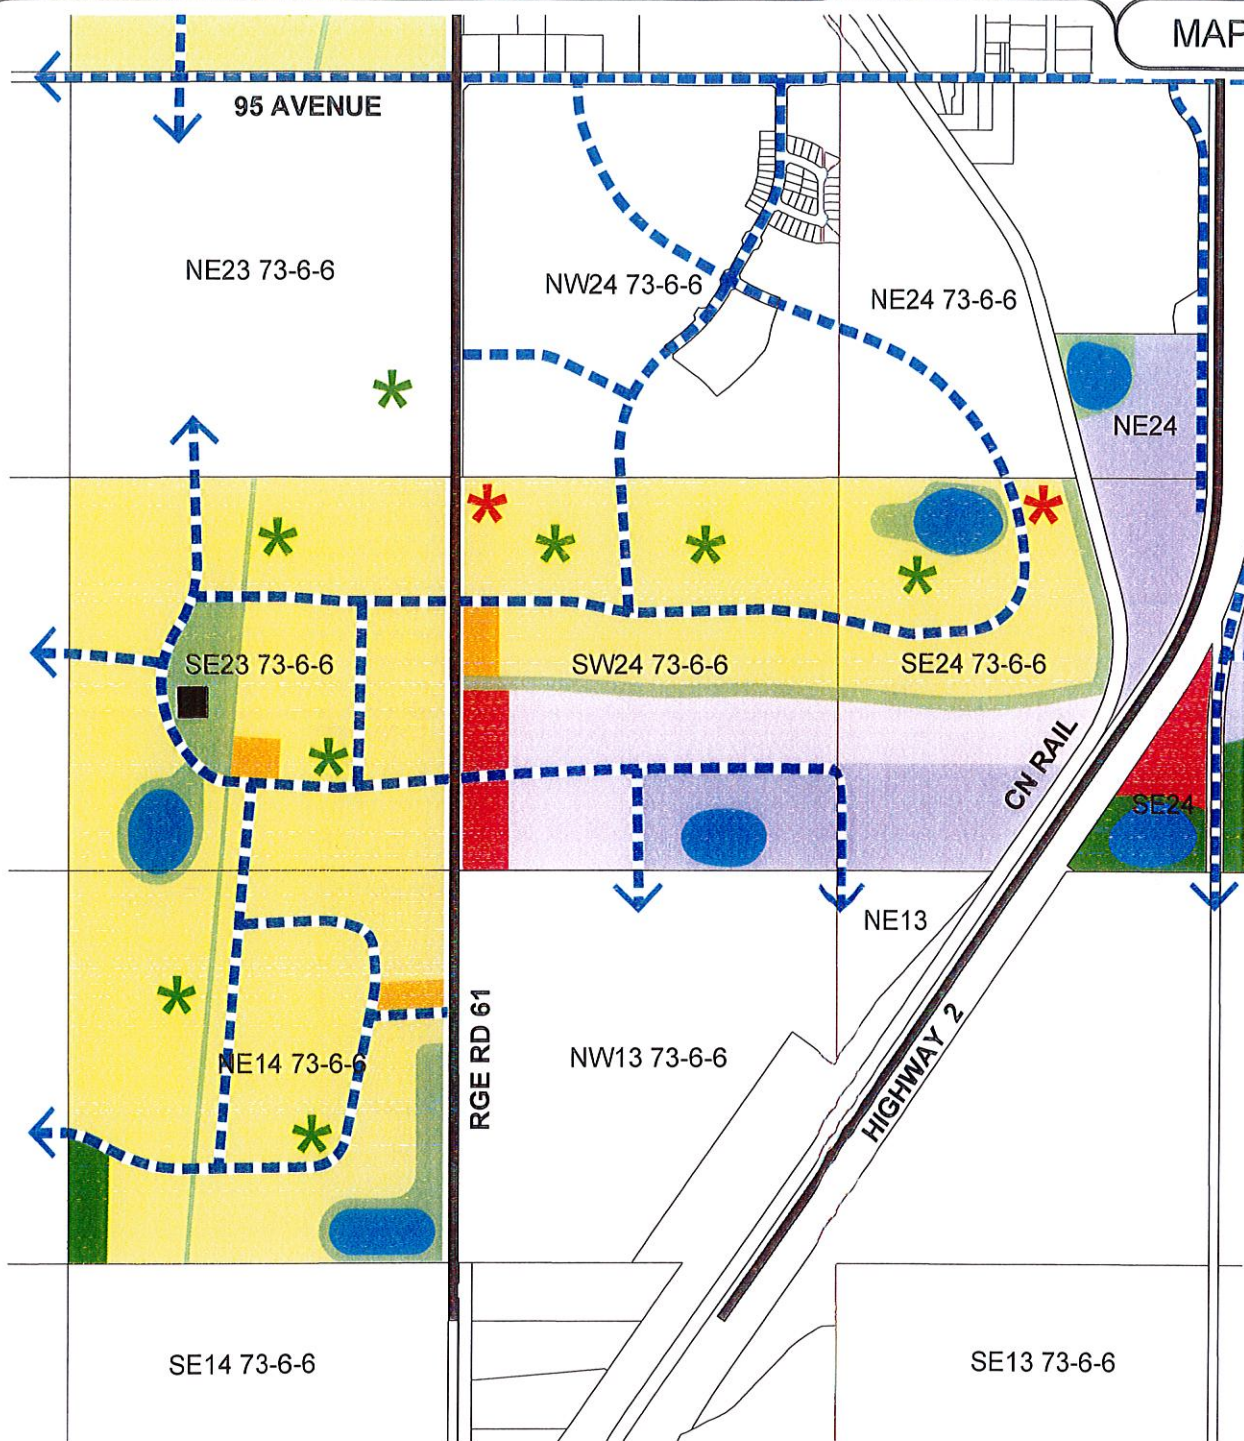 MAP
95 AVENUE
NE23 73-6-6
NW24 73-6-6
NE24 73-6-6
NE24
SE23 73-6-6
SW24 73-6-6
SE24 73-6-6
CN RAIL
SE24
NE13
RGE RD 61
NW13 73-6-6
NE14 73-6-6
HIGHWAY 2
SE14 73-6-6
SE13 73-6-6